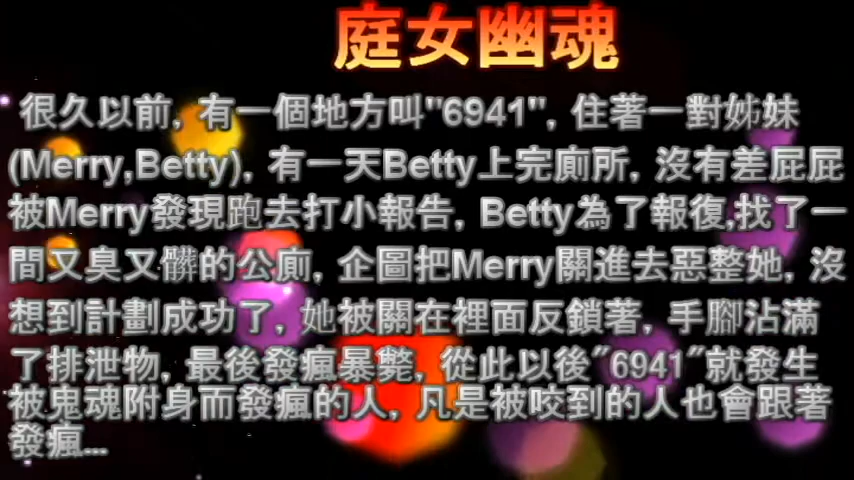 庭女幽魂
很久以前, 有一個地方叫"6941", 住著一對姊妹
(Merry,Betty), 有一天Betty上完廁所, 沒有差屁屁
被Merry發現跑去打小報告, Betty為了報復,找了一
間又臭又髒的公廁, 企圖把Merry關進去惡整她, 沒
想到計劃成功了, 她被關在裡面反鎖著, 手腳沾滿
了排泄物, 最後發瘋暴斃, 從此以後"6941"就發生
被鬼魂附身而發瘋的人, 凡是被咬到的人也會跟著
發瘋...